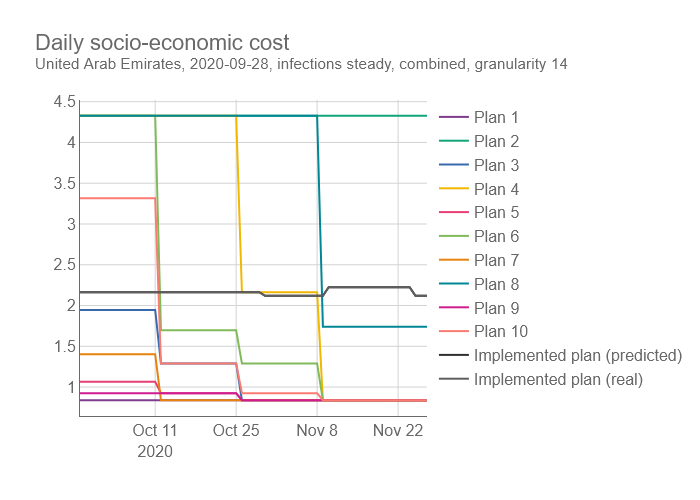 Daily socio-economic cost
United Arab Emirates, 2020-09-28, infections steady, combined, granularity 14
4.5
4
3.5
3
2.5
2
1.5
1
Oct 11
2020
Oct 25
Nov 8
Nov 22
Plan 1
Plan 2
Plan 3
Plan 4
Plan 5
Plan 6
Plan 7
Plan 8
Plan 9
Plan 10
Implemented plan (predicted)
Implemented plan (real)